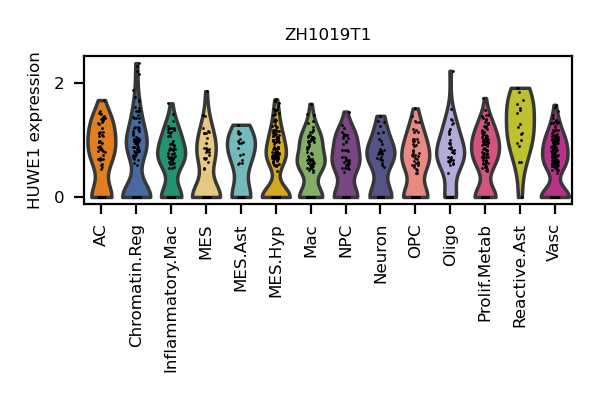 ZH1019T1
HUWE1 expression
2
0
AC
Chromatin.Reg
Inflammatory.Mac
MES
MES.Ast
MES.Hyp
Mac
NPC
Neuron
OPC
Oligo
Prolif.Metab
Reactive.Ast
Vasc